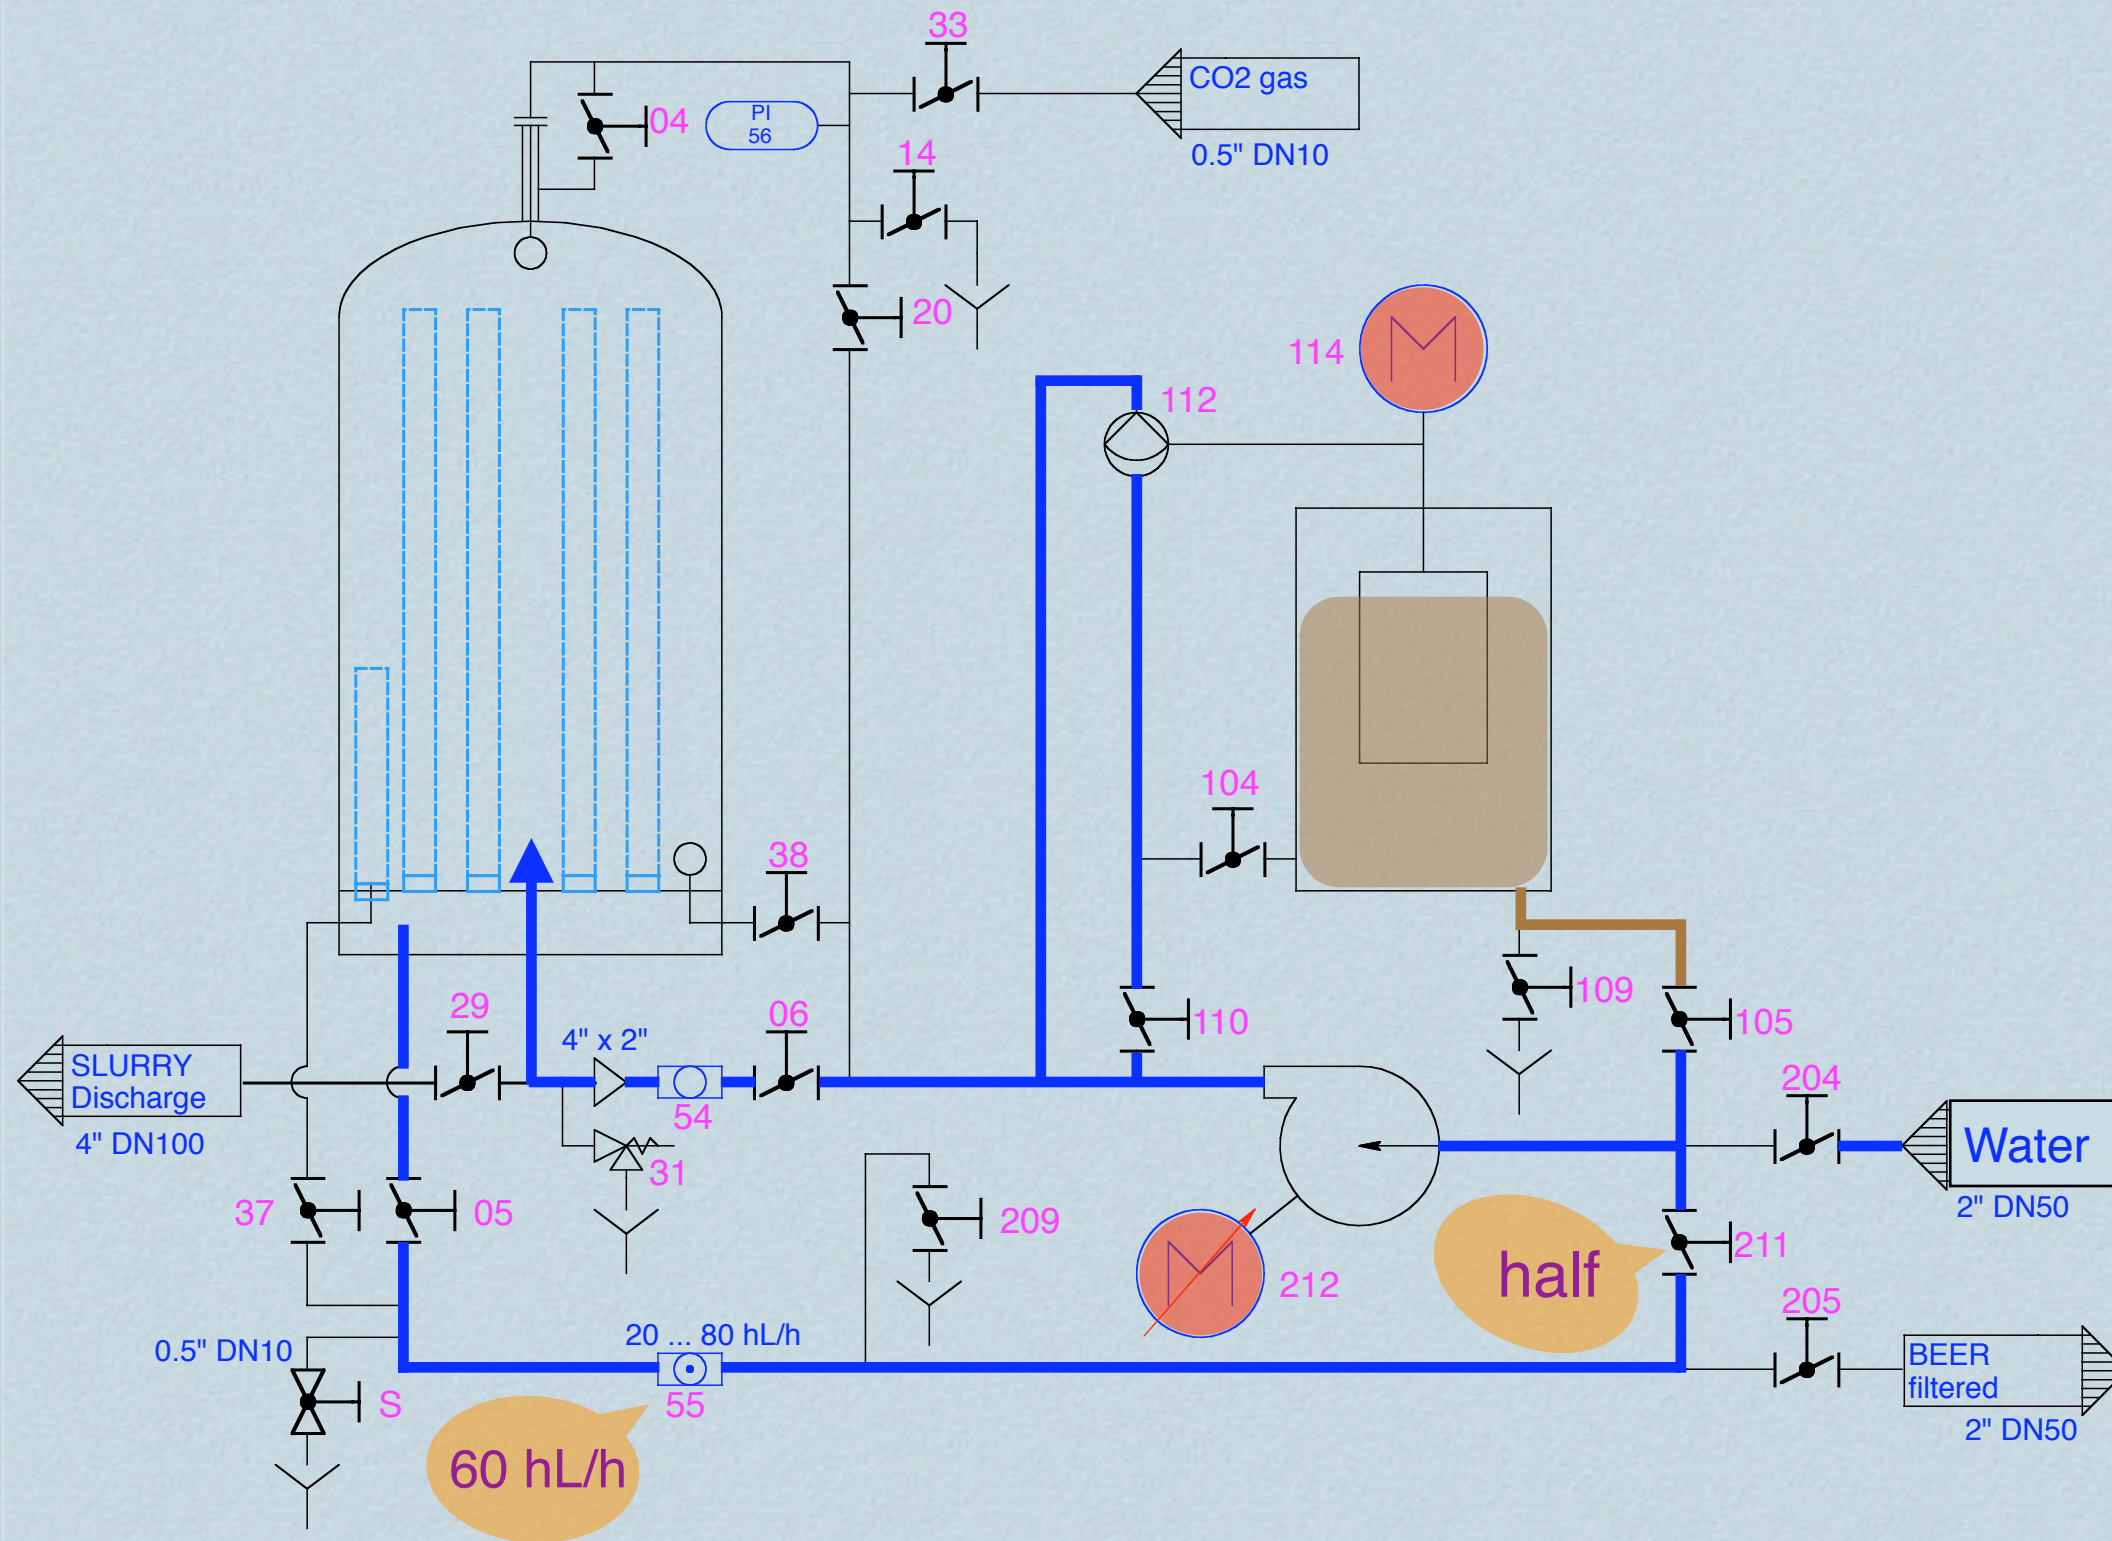 33
CO2 gas
0.5" DN10
04
PI
56
14
20
114
M
112
104
38
29
06
4" x 2"
54
110
109
105
SLURRY
Discharge
4" DN100
204
Water
2" DN50
31
37
05
209
212
M
half
211
205
BEER
filtered
2" DN50
0.5" DN10
20 ... 80 hL/h
55
S
60 hL/h